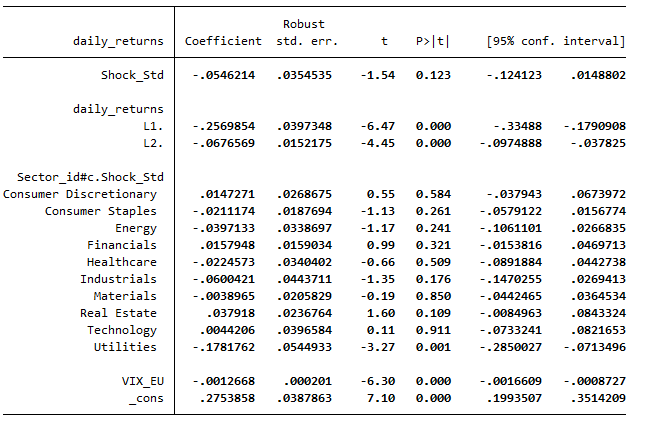 Robust
daily_returns Coefficient std. err. t P>|t| [95% conf. interval]
Shock_Std -.0546214 .0354535 -1.54 0.123 -.124123 .0148802
daily_returns
L1. -.2569854 .0397348 -6.47 0.000 -.33488 -.1790908
L2. -.0676569 .0152175 -4.45 0.000 -.0974888 -.037825
Sector_id#c.Shock_Std
Consumer Discretionary .0147271 .0268675 0.55 0.584 -.037943 .0673972
Consumer Staples -.0211174 .0187694 -1.13 0.261 -.0579122 .0156774
Energy -.0397133 .0338697 -1.17 0.241 -.1061101 .0266835
Financials .0157948 .0159034 0.99 0.321 -.0153816 .0469713
Healthcare -.0224573 .0340402 -0.66 0.509 -.0891884 .0442738
Industrials -.0600421 .0443711 -1.35 0.176 -.1470255 .0269413
Materials -.0038965 .0205829 -0.19 0.850 -.0442465 .0364534
Real Estate .037918 .0236764 1.60 0.109 -.0084963 .0843324
Technology .0044206 .0396584 0.11 0.911 -.0733241 .0821653
Utilities -.1781762 .0544933 -3.27 0.001 -.2850027 -.0713496
VIX_EU -.0012668 .000201 -6.30 0.000 -.0016609 -.0008727
_cons .2753858 .0387863 7.10 0.000 .1993507 .3514209